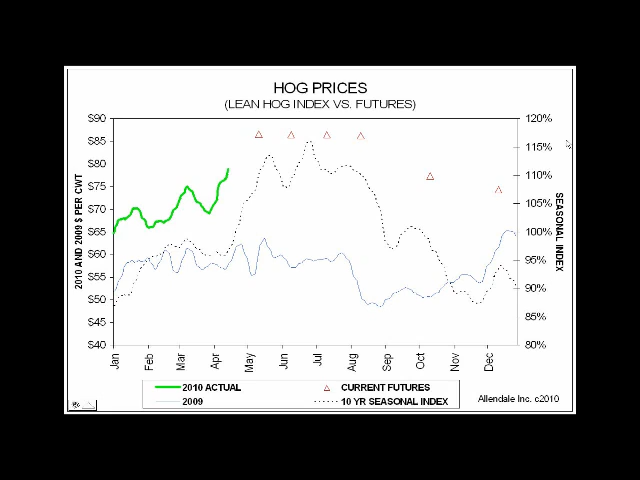 HOG PRICES
(LEAN HOG INDEX VS. FUTURES)
$90
$85
$80
$75
$70
$65
$60
$55
$50
$45
$40
2010 AND 2009 $ PER CWT
120%
115%
110%
105%
100%
95%
90%
85%
80%
SEASONAL INDEX
Jan Feb Mar Apr May Jun Jul Aug Sep Oct Nov Dec
2010 ACTUAL CURRENT FUTURES
2009 10 YR SEASONAL INDEX
Allendale Inc. c2010